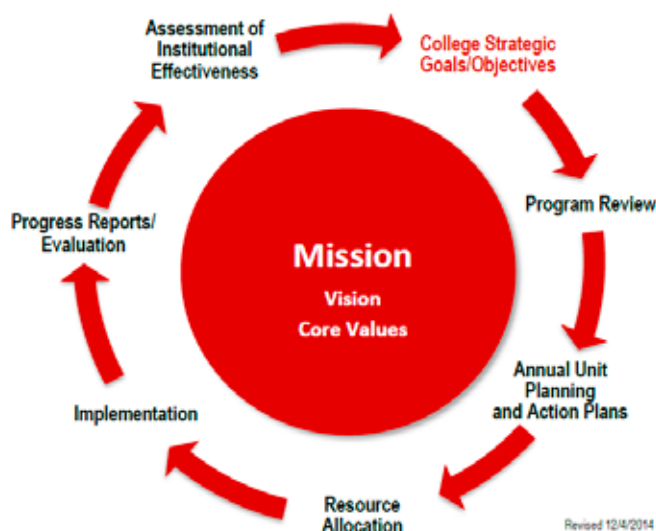 Assessment of
Institutional
Effectiveness
College Strategic
Goals/Objectives
Program Review
Annual Unit
Planning
and Action Plans
Resource
Allocation
Implementation
Progress Reports/
Evaluation
Mission
Vision
Core Values
Revised 12/4/2014